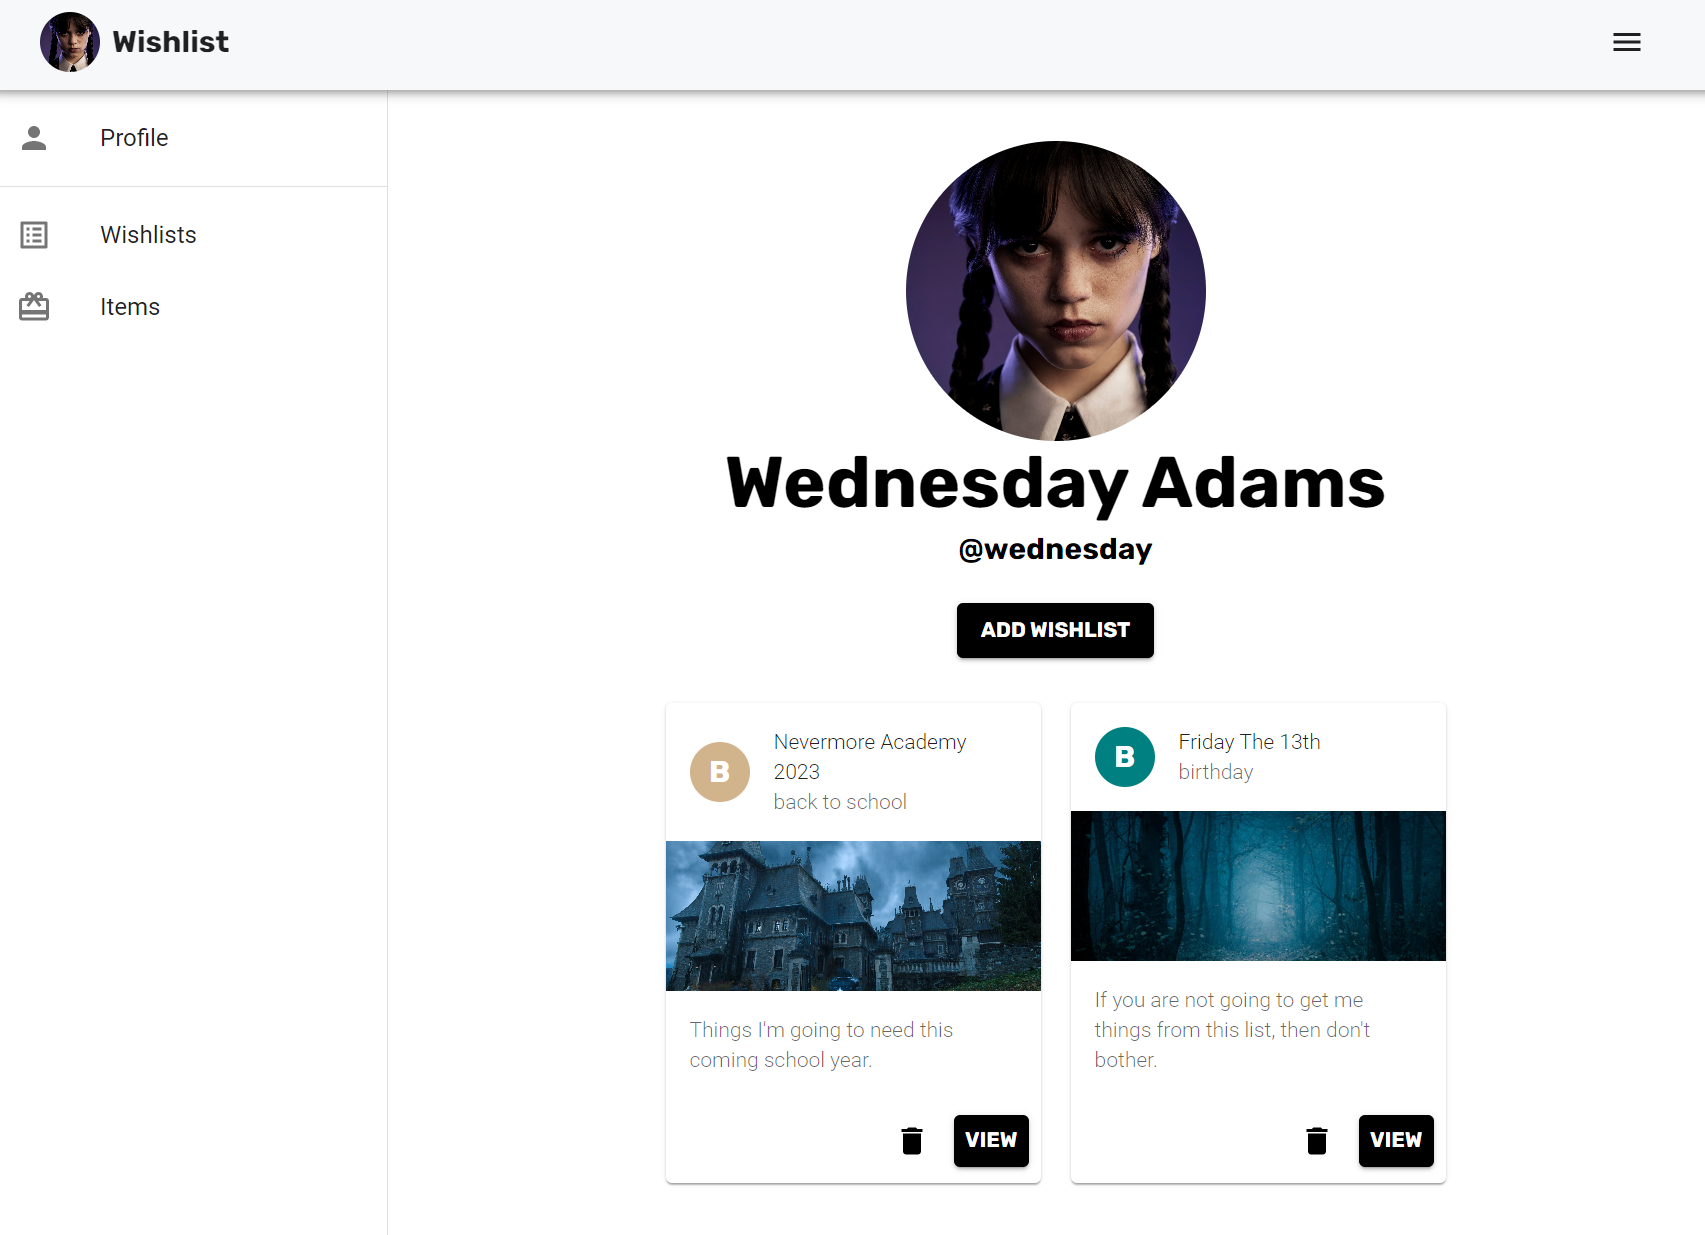 Wishlist
Profile
Wishlists
Items
Wednesday Adams
@wednesday
ADD WISHLIST
B
Nevermore Academy
2023
back to school
Things I'm going to need this
coming school year.
VIEW
B
Friday The 13th
birthday
If you are not going to get me
things from this list, then don't
bother.
VIEW